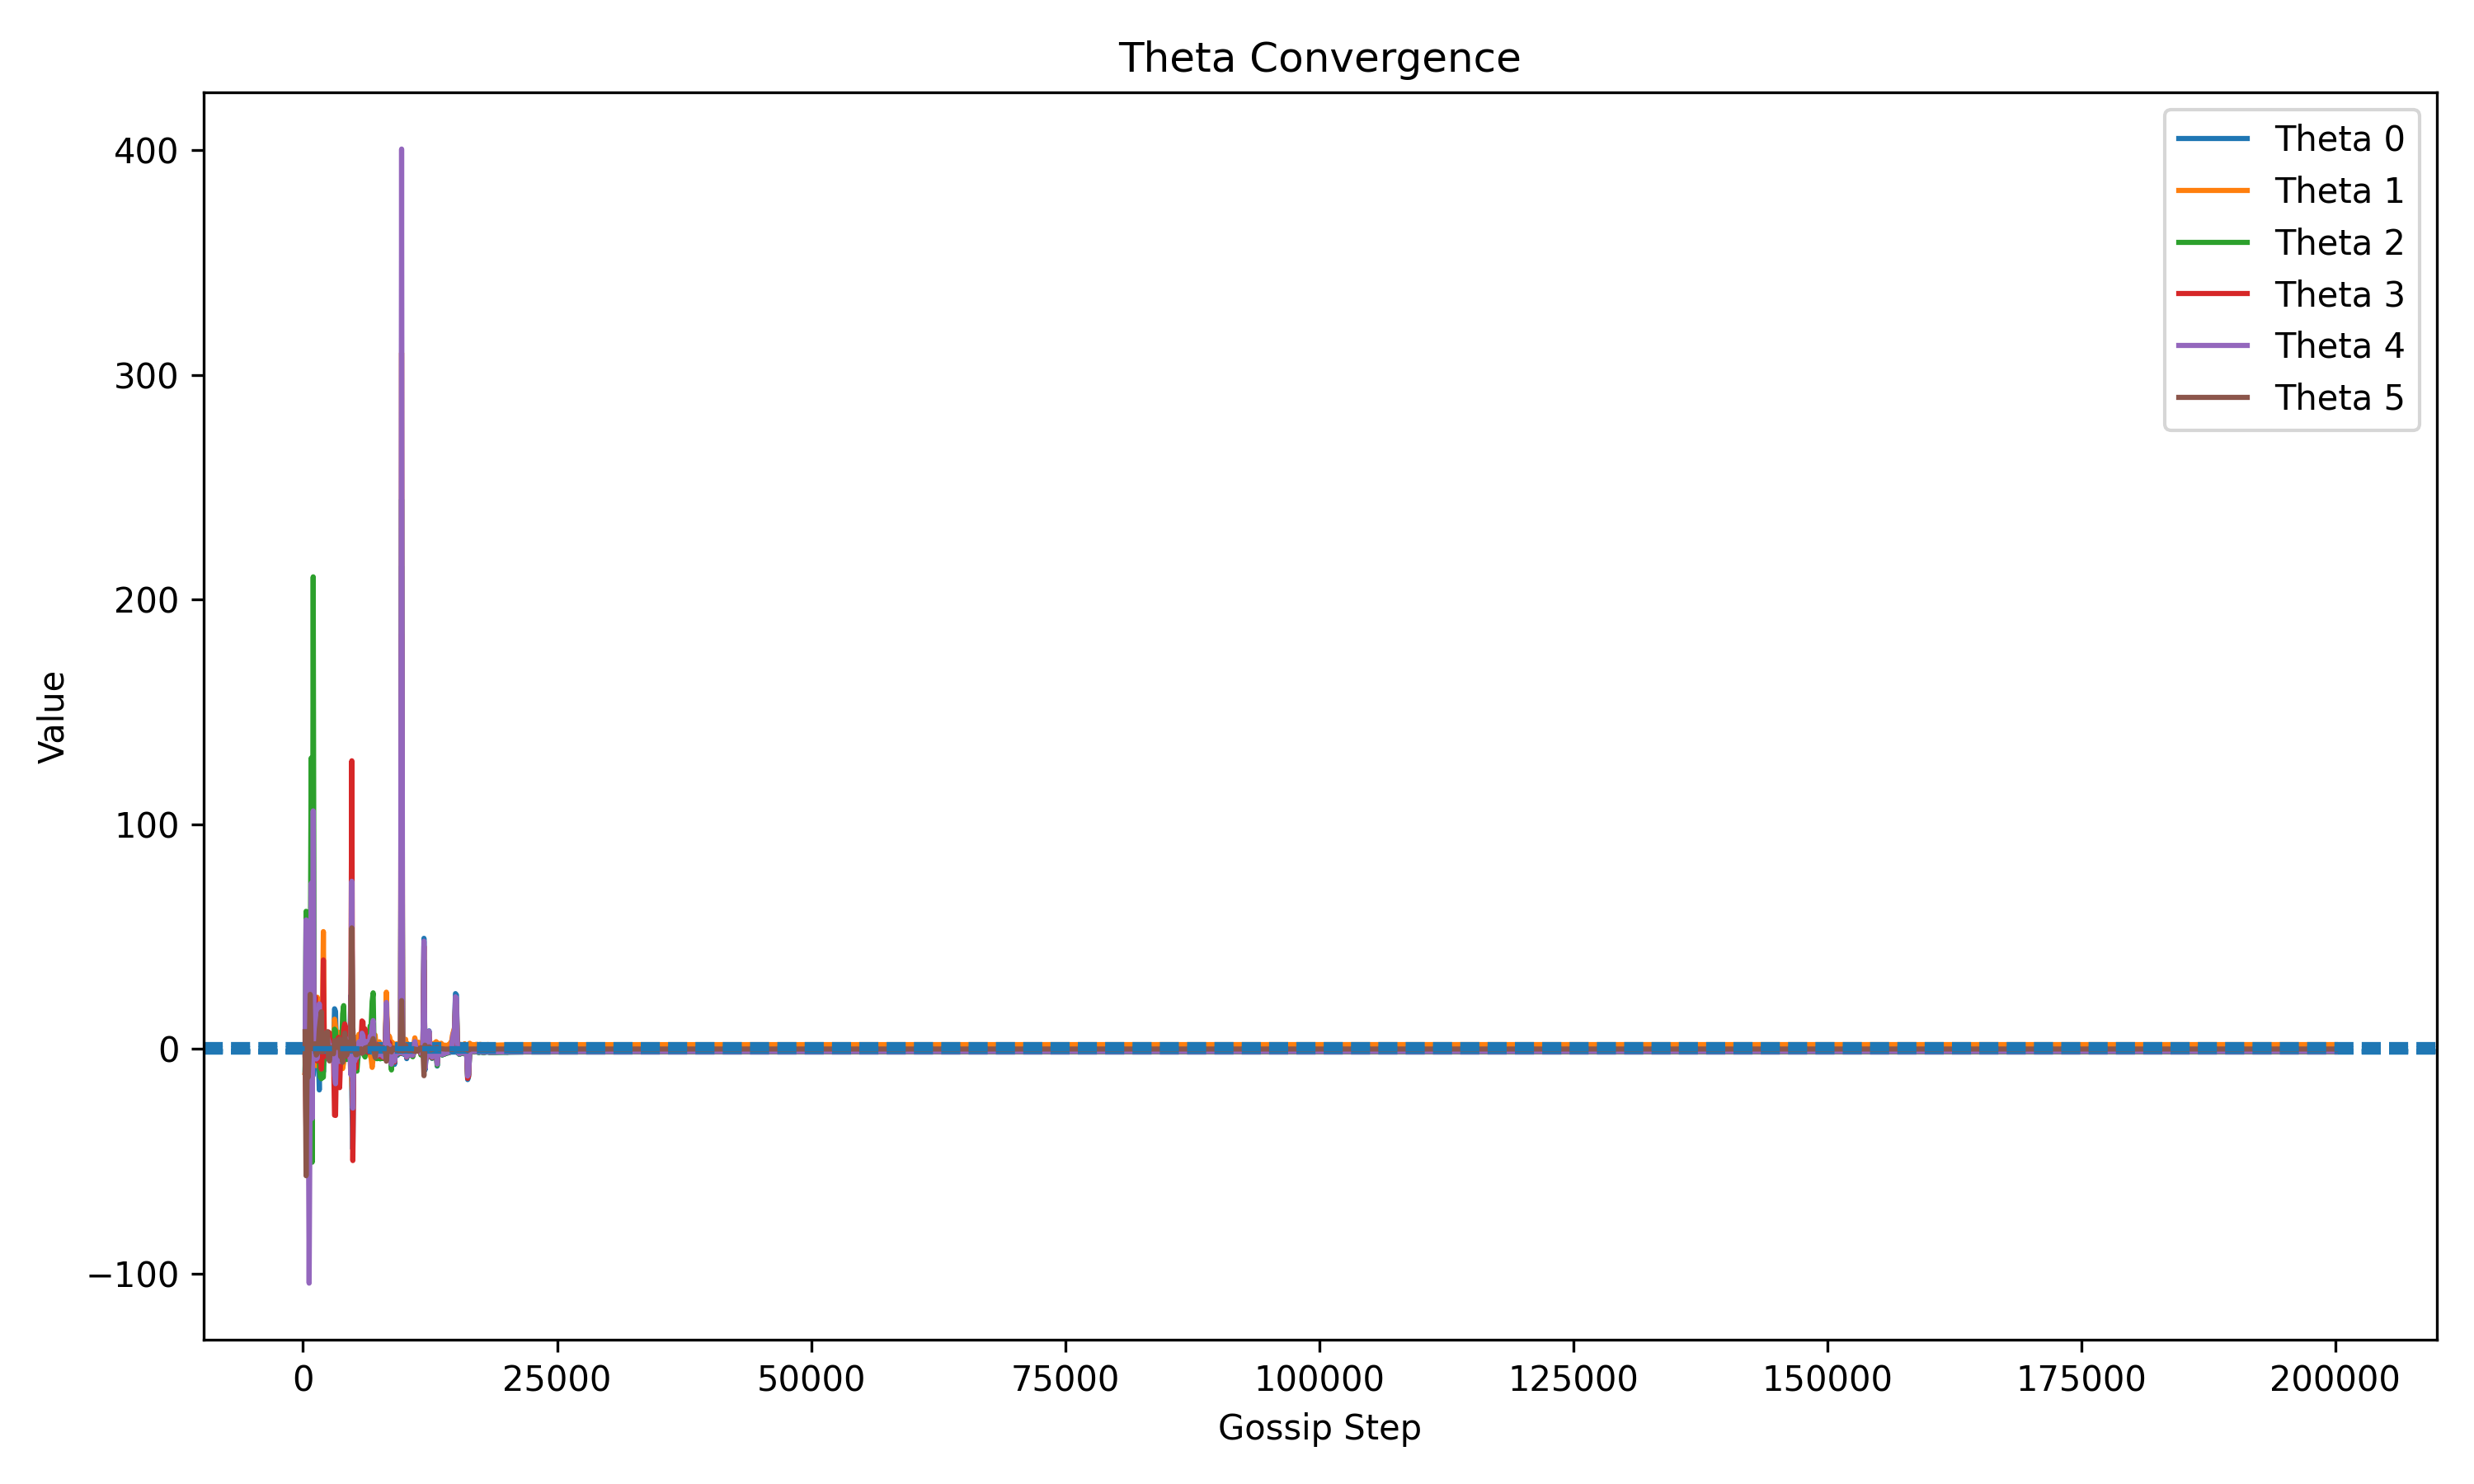 Theta Convergence
400
300
200
100
0
−100
Value
0
25000
50000
75000
100000
125000
150000
175000
200000
Gossip Step
Theta 0
Theta 1
Theta 2
Theta 3
Theta 4
Theta 5